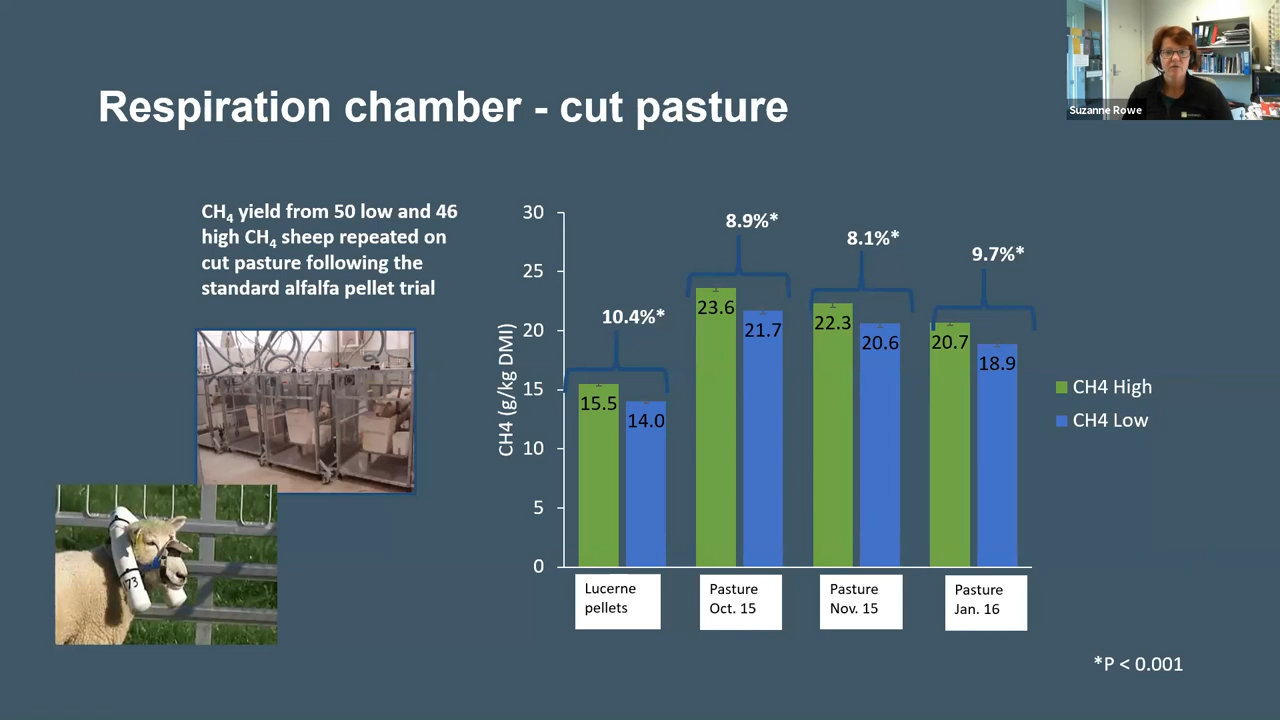 Suzanne Rowe
Respiration chamber - cut pasture
CH4 yield from 50 low and 46
high CH4 sheep repeated on
cut pasture following the
standard alfalfa pellet trial
73
CH4 (g/kg DMI)
30
25
20
15
10
5
0
10.4%*
8.9%*
8.1%*
9.7%*
15.5
14.0
23.6
21.7
22.3
20.6
20.7
18.9
Lucerne
pellets
Pasture
Oct. 15
Pasture
Nov. 15
Pasture
Jan. 16
CH4 High
CH4 Low
*P < 0.001